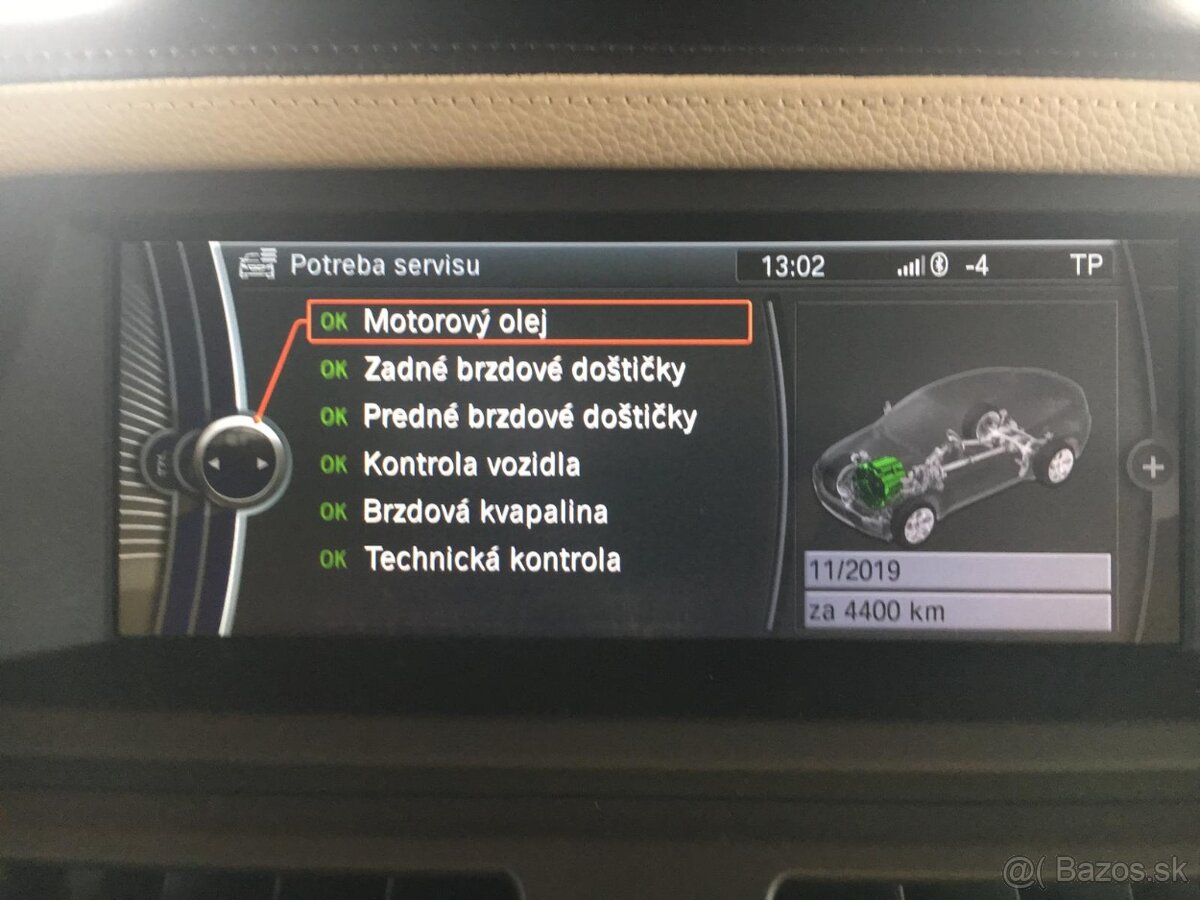 Potreba servisu 13:02 -4 TP
OK Motorový olej
OK Zadné brzdové doštičky
OK Predné brzdové doštičky
OK Kontrola vozidla
OK Brzdová kvapalina
OK Technická kontrola
11/2019
za 4400 km
@( Bazos.sk